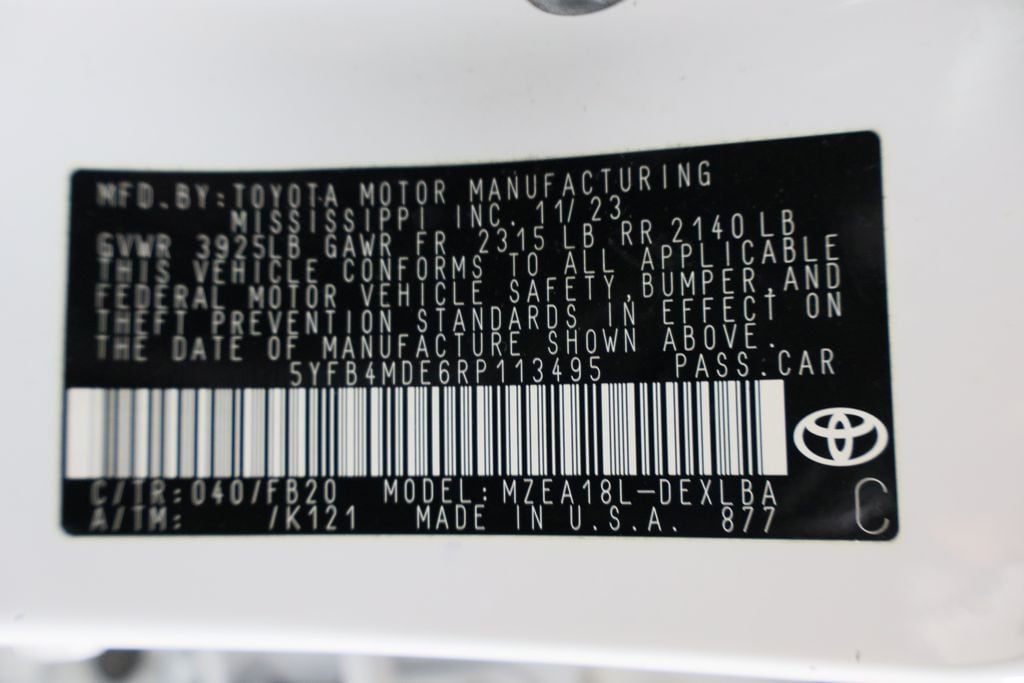 MFD.BY:TOYOTA MOTOR MANUFACTURING
MISSISSIPPI INC. 11/23
GVWR 3925LB GAWR FR 2315 LB RR 2140 LB
THIS VEHICLE CONFORMS TO ALL APPLICABLE
FEDERAL MOTOR VEHICLE SAFETY,BUMPER,AND
THEFT PREVENTION STANDARDS IN EFFECT ON
THE DATE OF MANUFACTURE SHOWN ABOVE.
5YFB4MDE6RP113495 PASS.CAR
C/TR:040/FB20 MODEL:MZEA18L-DEXLBA
A/TM: /K121 MADE IN U.S.A. 877
C